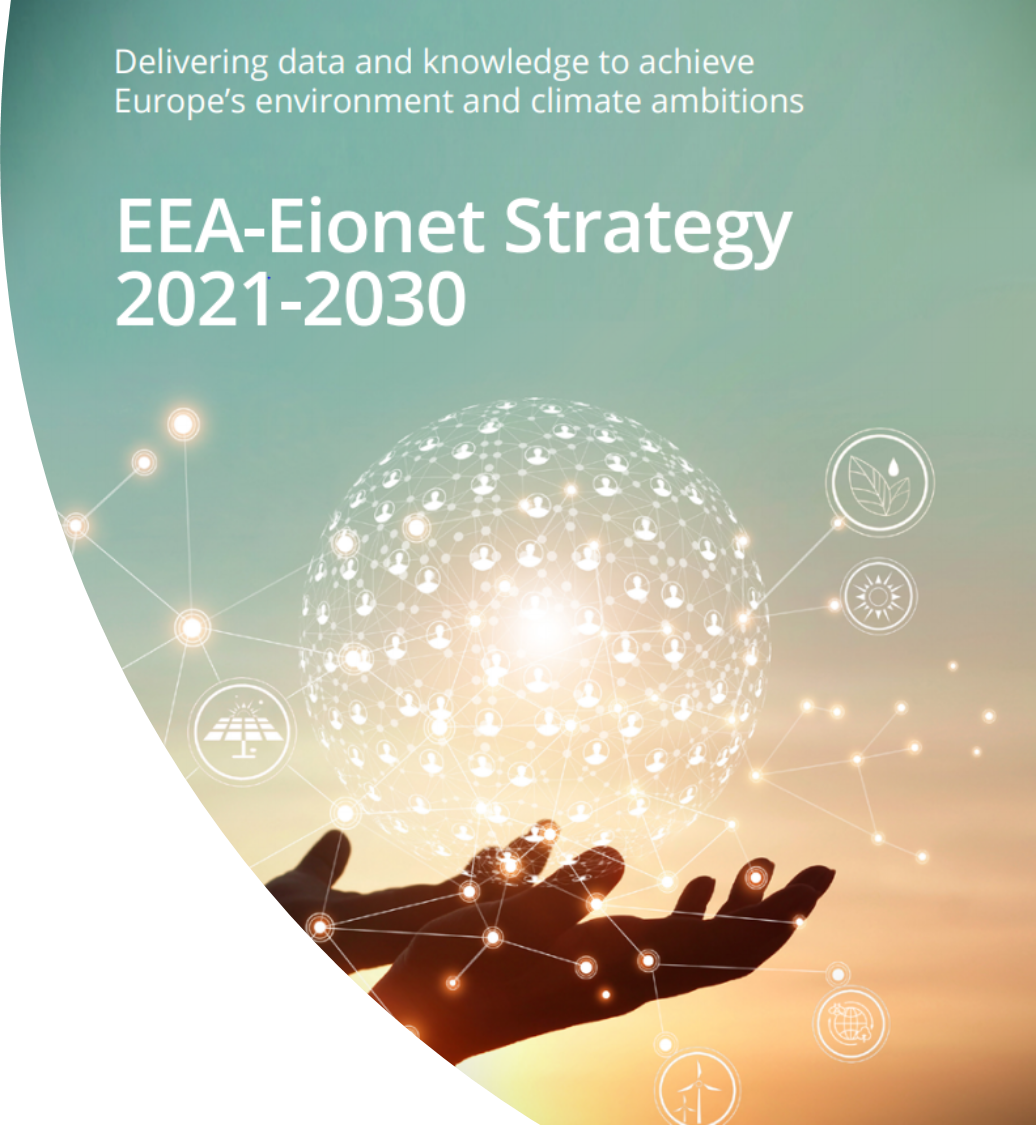 Delivering data and knowledge to achieve
Europe’s environment and climate ambitions
EEA-Eionet Strategy
2021-2030